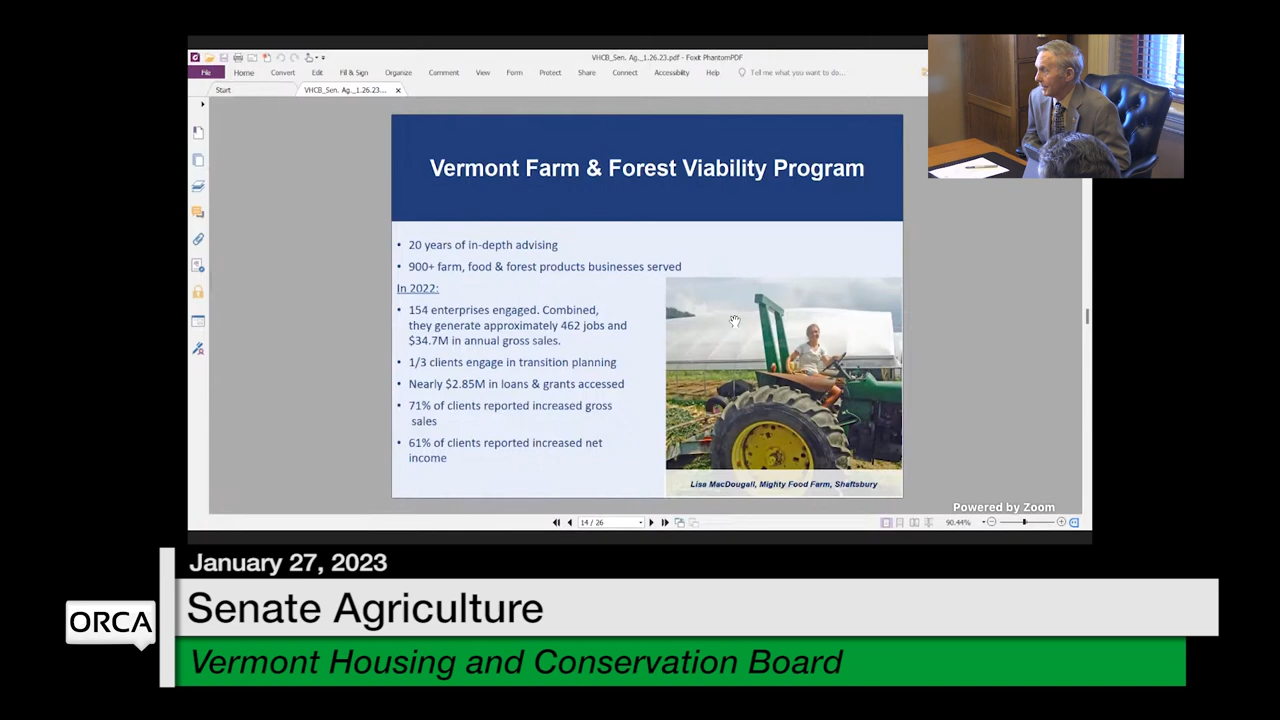 VHCB_Sen. Ag._1.26.23.pdf - Foxit PhantomPDF
File Home Convert Edit Fill & Sign Organize Comment View Form Protect Share Connect Accessibility Help Tell me what you want to do...
Start VHCB_Sen. Ag._1.26.23...
Vermont Farm & Forest Viability Program
• 20 years of in-depth advising
• 900+ farm, food & forest products businesses served
In 2022:
• 154 enterprises engaged. Combined,
they generate approximately 462 jobs and
$34.7M in annual gross sales.
• 1/3 clients engage in transition planning
• Nearly $2.85M in loans & grants accessed
• 71% of clients reported increased gross
sales
• 61% of clients reported increased net
income
Lisa MacDougall, Mighty Food Farm, Shaftsbury
Powered by Zoom
14 / 26
90.44%
January 27, 2023
ORCA
Senate Agriculture
Vermont Housing and Conservation Board